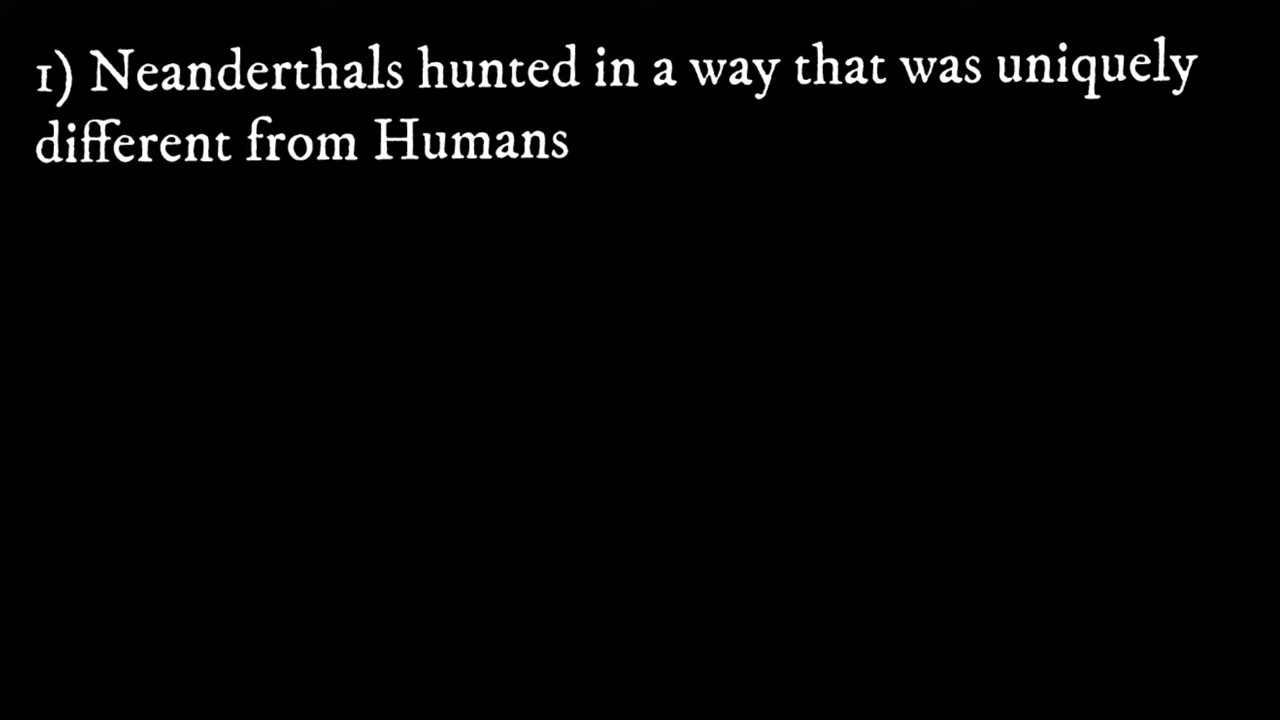 1) Neanderthals hunted in a way that was uniquely
different from Humans